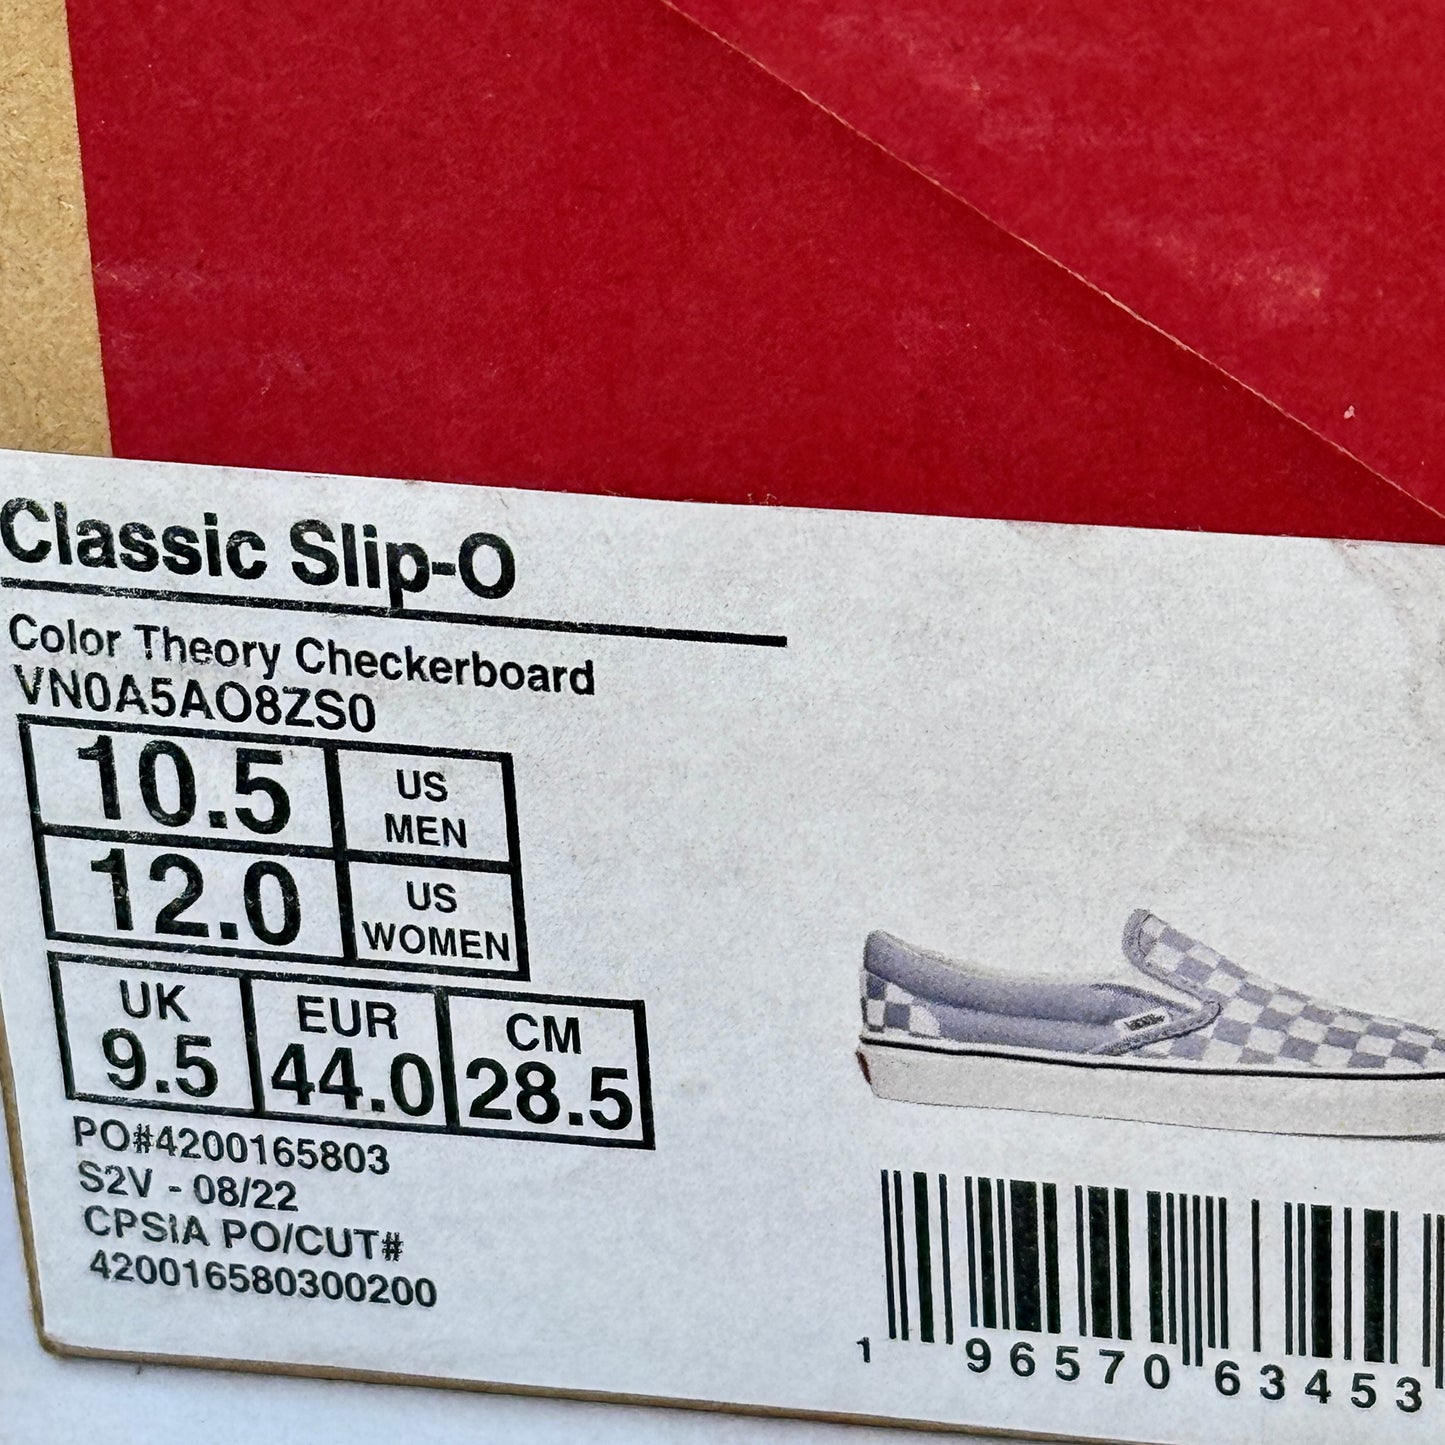 Classic Slip-O
Color Theory Checkerboard
VN0A5AO8ZS0
10.5 US MEN
12.0 US WOMEN
UK EUR CM
9.5 44.0 28.5
PO#4200165803
S2V - 08/22
CPSIA PO/CUT#
420016580300200
1 96570 63453